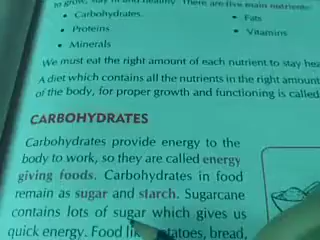 to grow, stay fit and healthy. There are five main nutrients
• Carbohydrates • Fats
• Proteins • Vitamins
• Minerals
We must eat the right amount of each nutrient to stay hea
A diet which contains all the nutrients in the right amount
of the body, for proper growth and functioning is called
CARBOHYDRATES
Carbohydrates provide energy to the
body to work, so they are called energy
giving foods. Carbohydrates in food
remain as sugar and starch. Sugarcane
contains lots of sugar which gives us
quick energy. Food li tatoes, bread,